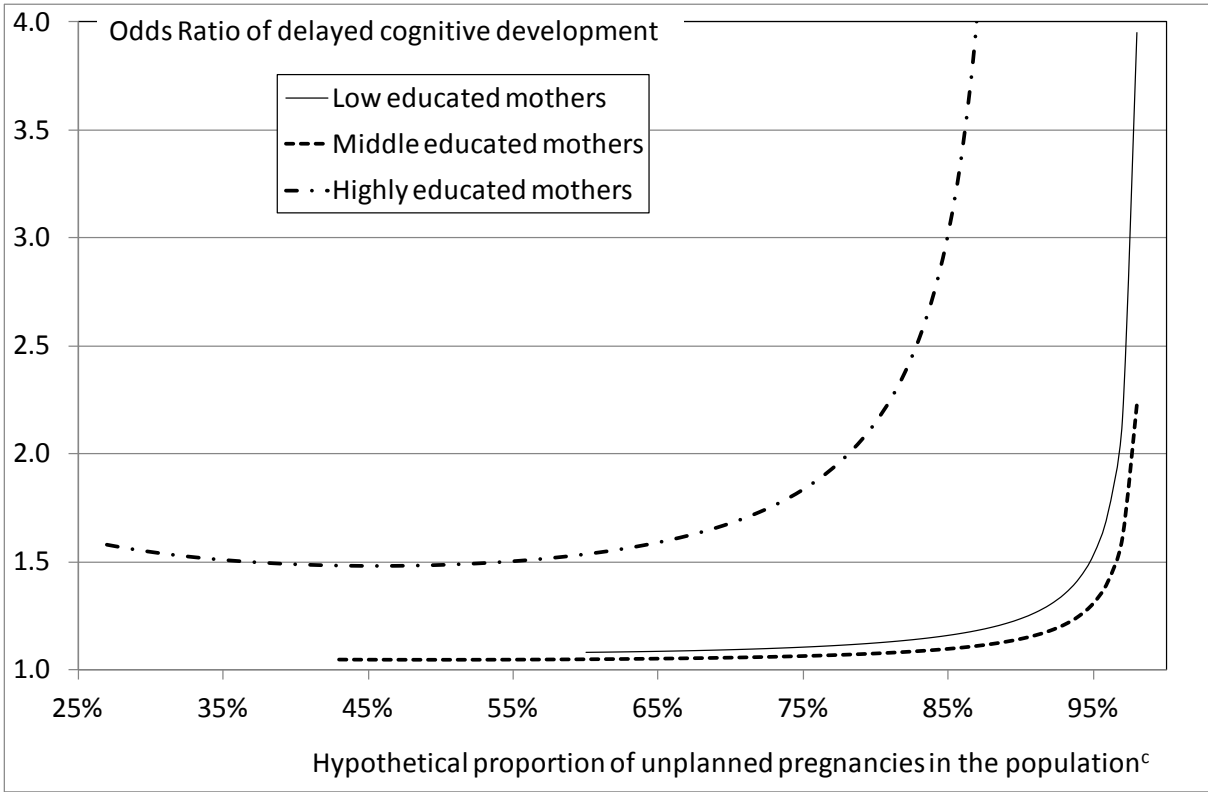 4.0
Odds Ratio of delayed cognitive development
Low educated mothers
3.5
Middle educated mothers
Highly educated mothers
3.0
2.5
2.0
1.5
1.0
25% 35% 45% 55% 65% 75% 85% 95%
Hypothetical proportion of unplanned pregnancies in the populationᶜ